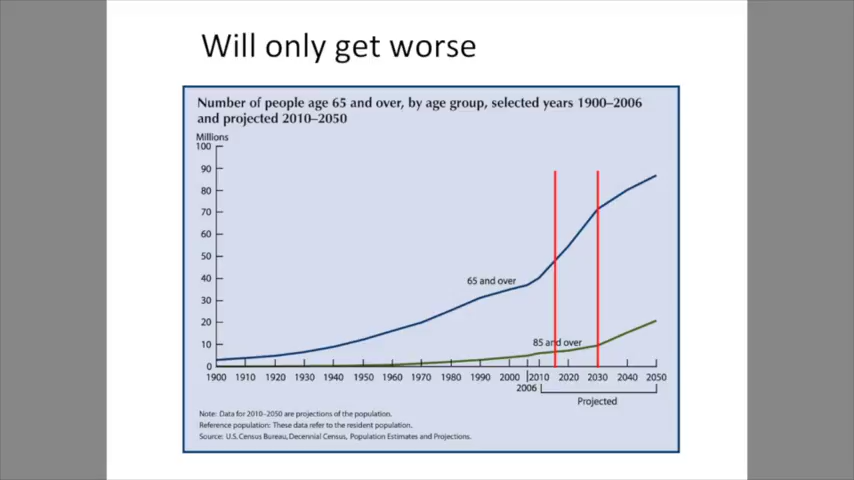 Will only get worse
Number of people age 65 and over, by age group, selected years 1900–2006
and projected 2010–2050
Millions
100
90
80
70
60
50
40
30
20
10
0
65 and over
85 and over
1900 1910 1920 1930 1940 1950 1960 1970 1980 1990 2000 2010 2020 2030 2040 2050
2006
Projected
Note: Data for 2010–2050 are projections of the population.
Reference population: These data refer to the resident population.
Source: U.S. Census Bureau, Decennial Census, Population Estimates and Projections.